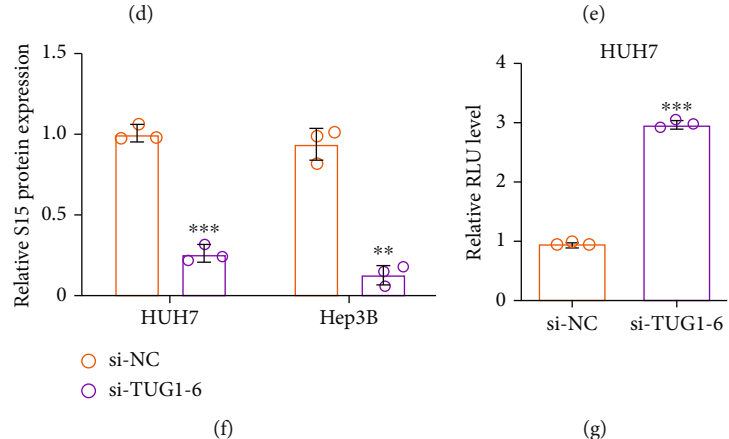 (d)
(e)
Relative S15 protein expression
1.5
1.0
0.5
0
***
**
HUH7
Hep3B
si-NC
si-TUG1-6
(f)
HUH7
Relative RLU level
4
3
2
1
0
***
si-NC
si-TUG1-6
(g)